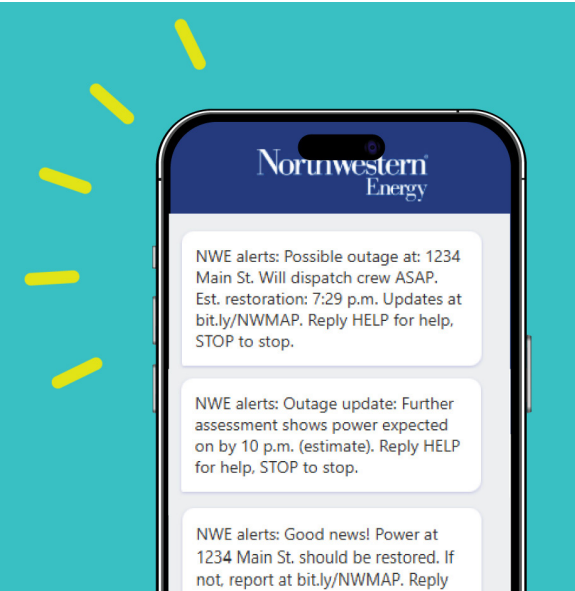 NorthWestern
Energy
NWE alerts: Possible outage at: 1234
Main St. Will dispatch crew ASAP.
Est. restoration: 7:29 p.m. Updates at
bit.ly/NWMAP. Reply HELP for help,
STOP to stop.
NWE alerts: Outage update: Further
assessment shows power expected
on by 10 p.m. (estimate). Reply HELP
for help, STOP to stop.
NWE alerts: Good news! Power at
1234 Main St. should be restored. If
not, report at bit.ly/NWMAP. Reply